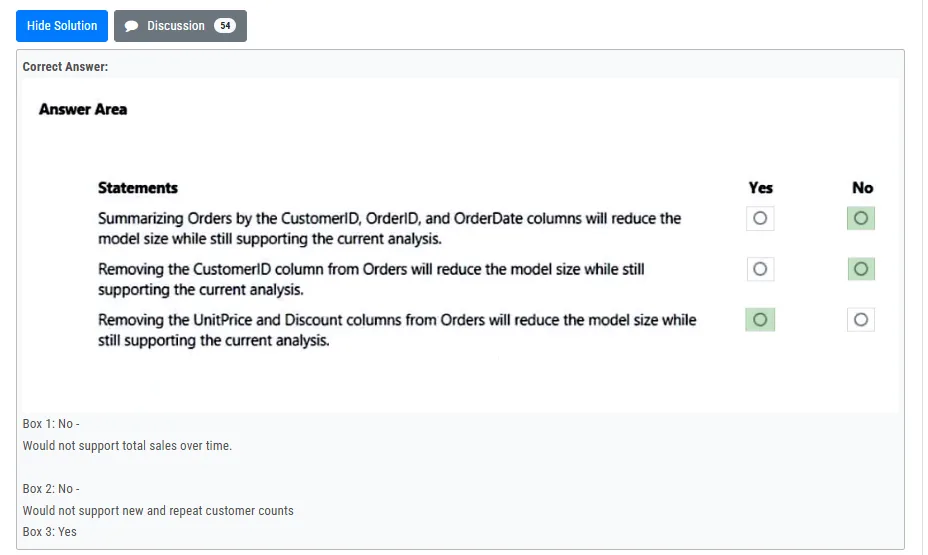 Hide Solution Discussion 54
Correct Answer:
Answer Area
Statements Yes No
Summarizing Orders by the CustomerID, OrderID, and OrderDate columns will reduce the
model size while still supporting the current analysis.
Removing the CustomerID column from Orders will reduce the model size while still
supporting the current analysis.
Removing the UnitPrice and Discount columns from Orders will reduce the model size while
still supporting the current analysis.
Box 1: No -
Would not support total sales over time.
Box 2: No -
Would not support new and repeat customer counts
Box 3: Yes